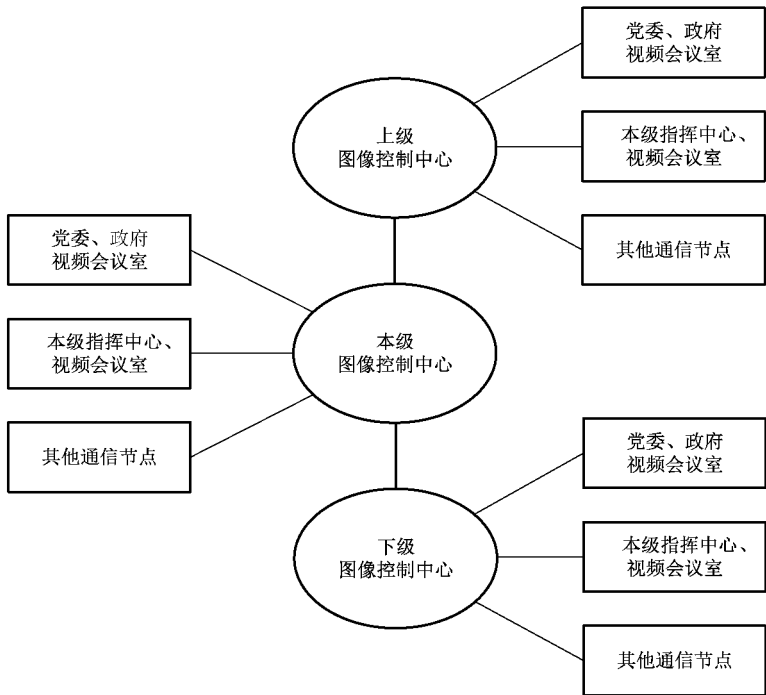 党委、政府
视频会议室
上级
图像控制中心
本级指挥中心、
视频会议室
其他通信节点
党委、政府
视频会议室
本级指挥中心、
视频会议室
其他通信节点
本级
图像控制中心
党委、政府
视频会议室
下级
图像控制中心
本级指挥中心、
视频会议室
其他通信节点